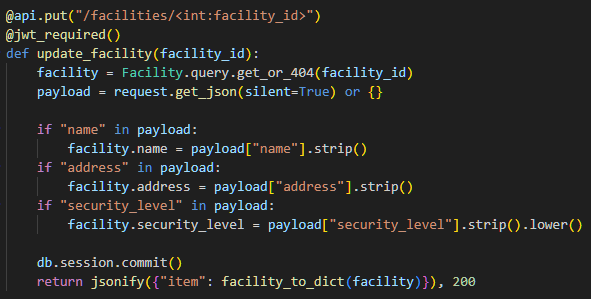 @api.put("/facilities/<int:facility_id>")
@jwt_required()
def update_facility(facility_id):
    facility = Facility.query.get_or_404(facility_id)
    payload = request.get_json(silent=True) or {}

    if "name" in payload:
        facility.name = payload["name"].strip()
    if "address" in payload:
        facility.address = payload["address"].strip()
    if "security_level" in payload:
        facility.security_level = payload["security_level"].strip().lower()

    db.session.commit()
    return jsonify({"item": facility_to_dict(facility)}), 200